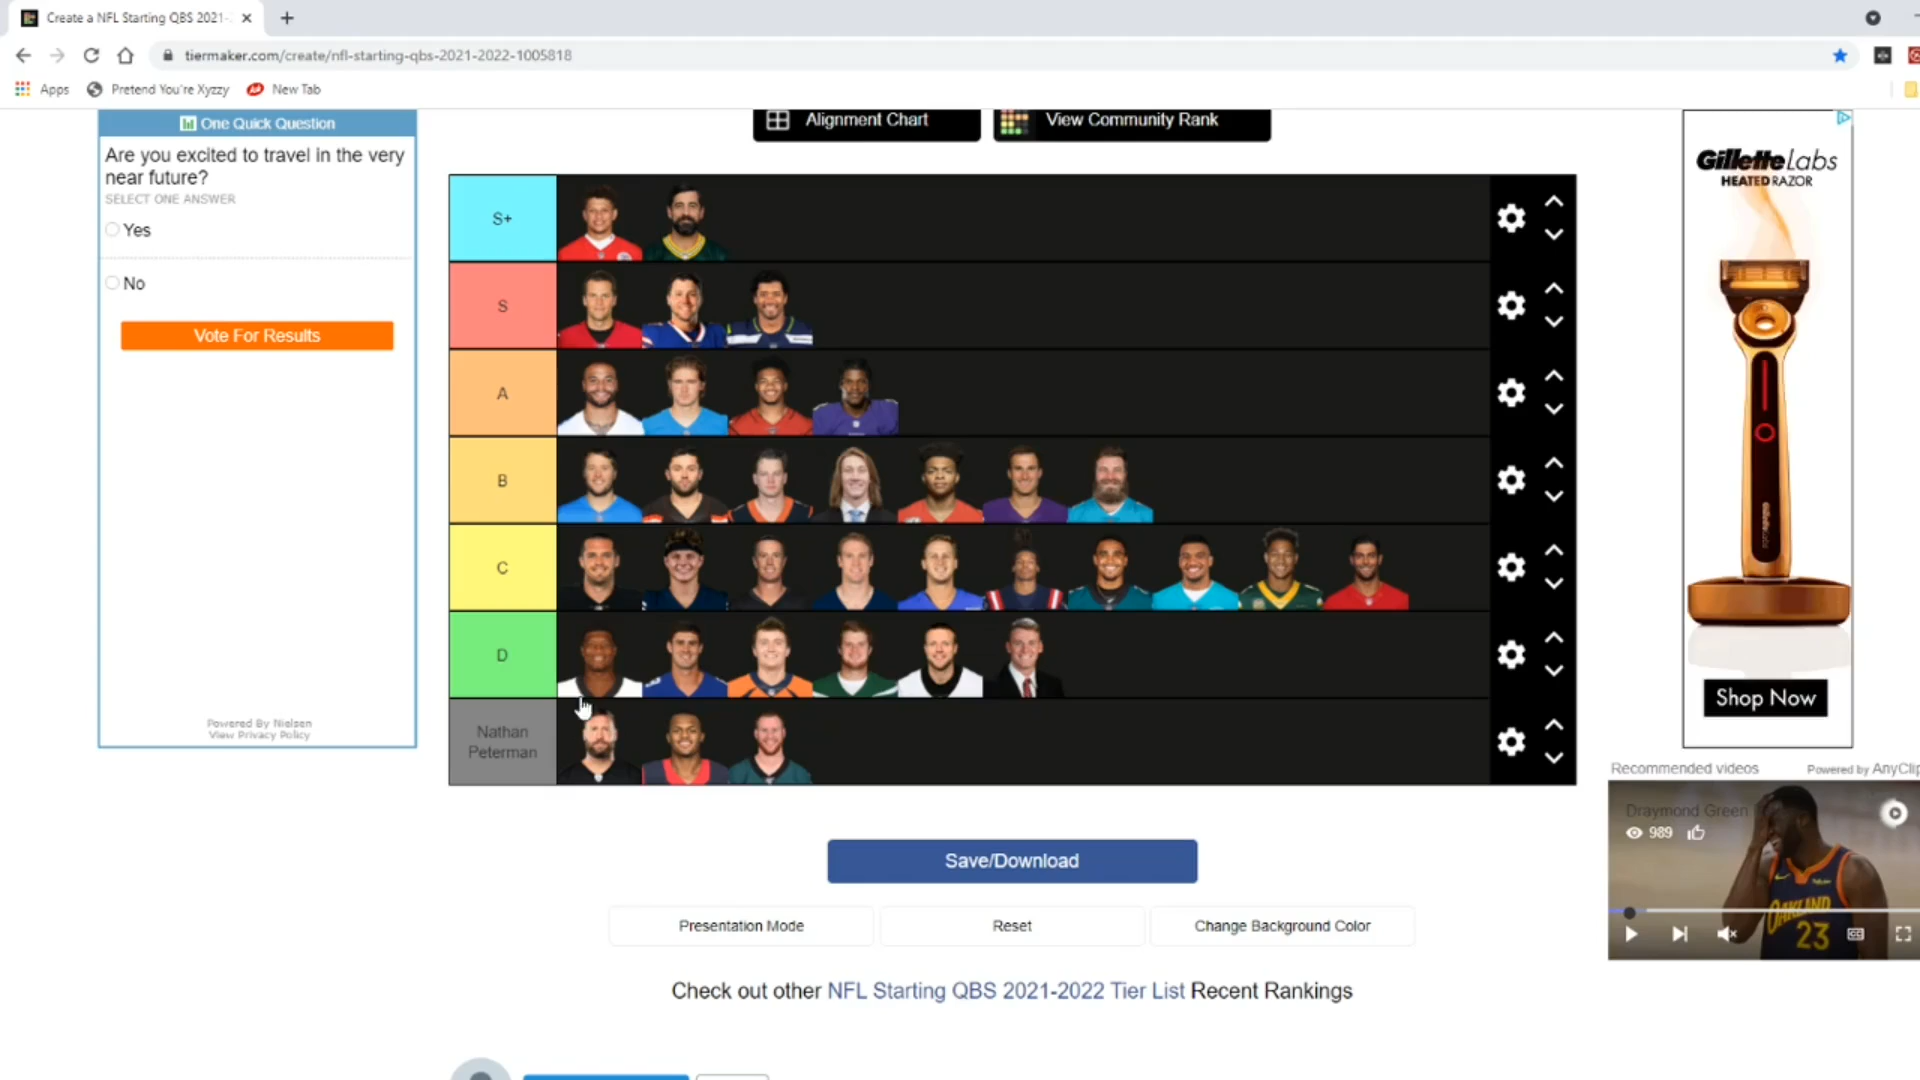 Create a NFL Starting QBS 2021-
tiermaker.com/create/nfl-starting-qbs-2021-2022-1005818
Apps
Pretend You're Xyzzy
New Tab
One Quick Question
Are you excited to travel in the very
near future?
SELECT ONE ANSWER
Yes
No
Vote For Results
Powered By Nielsen
View Privacy Policy
Alignment Chart
View Community Rank
S+
S
A
B
C
D
Nathan
Peterman
Save/Download
Presentation Mode
Reset
Change Background Color
Check out other NFL Starting QBS 2021-2022 Tier List Recent Rankings
GilletteLabs
HEATED RAZOR
Shop Now
Recommended videos
Powered by AnyClip
Draymond Green
989
OAKLAND
23
CC